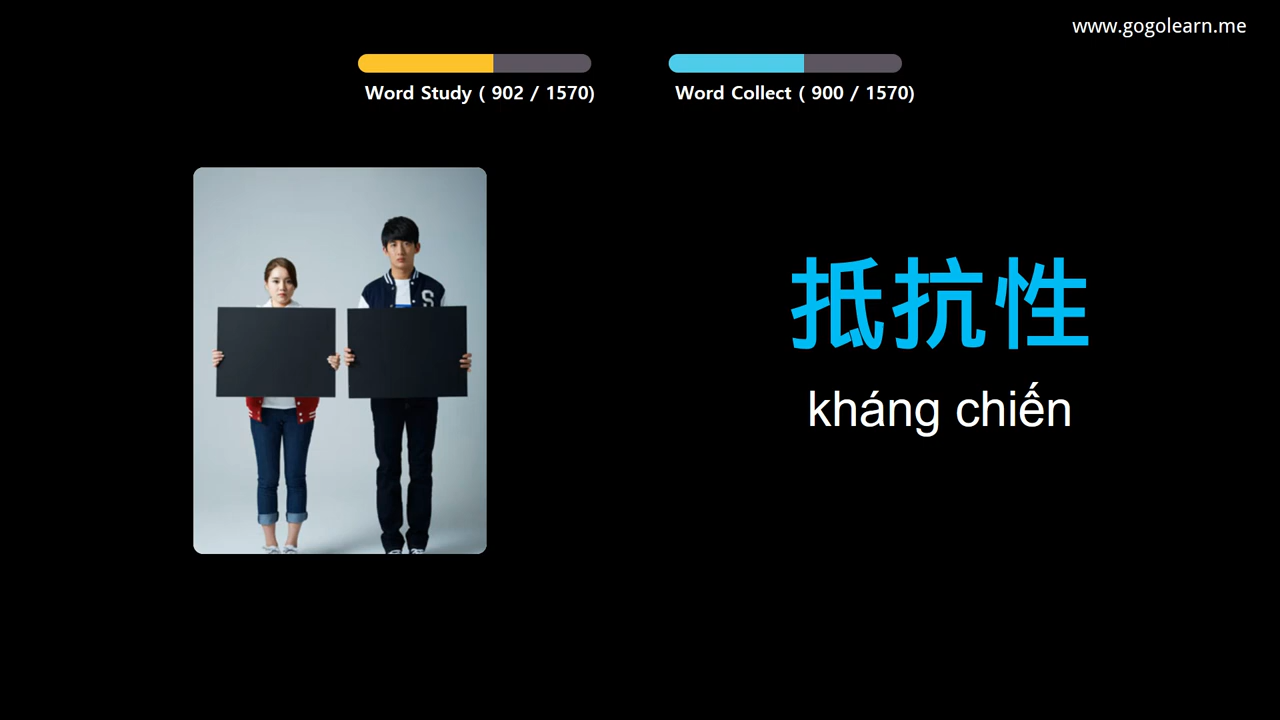 www.gogolearn.me
Word Study ( 902 / 1570)
Word Collect ( 900 / 1570)
S
抵抗性
kháng chiến